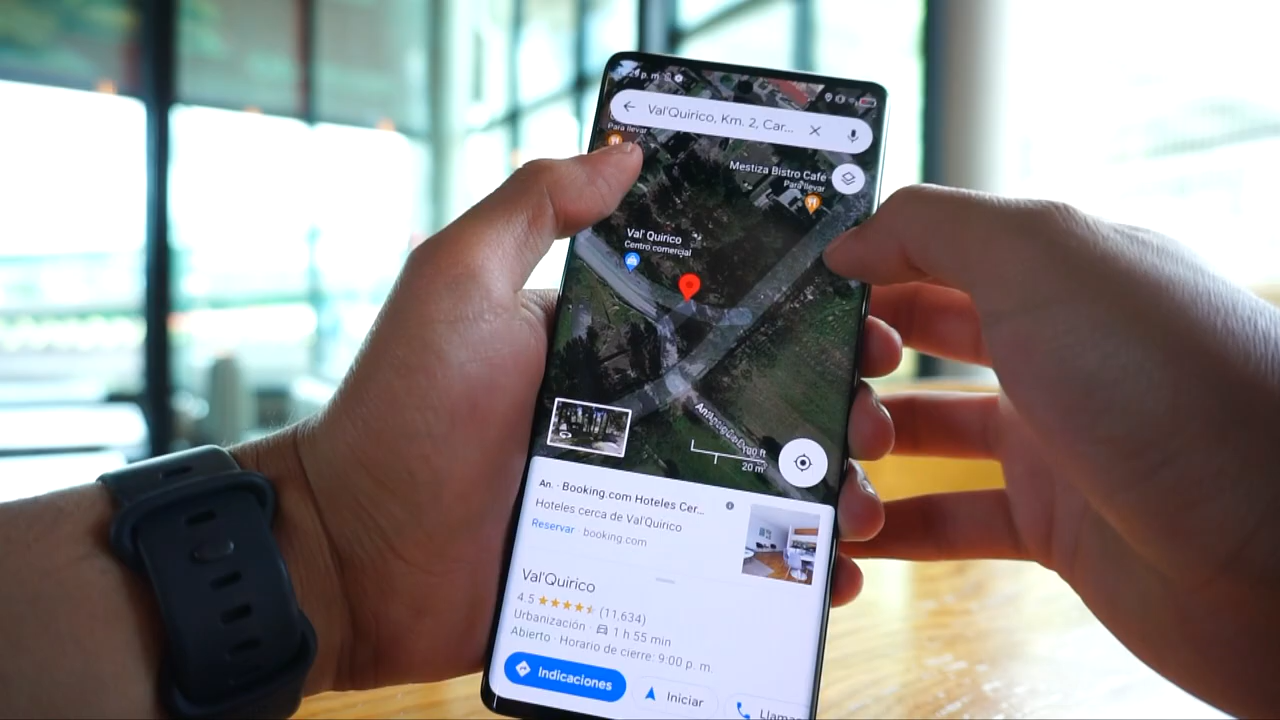 29 p. m.
Val'Quirico, Km. 2, Car...
Para llevar
Mestiza Bistro Café
Para llevar
Val' Quirico
Centro comercial
100 ft
20 m
An. · Booking.com Hoteles Cer...
Hoteles cerca de Val'Quirico
Reservar · booking.com
Val'Quirico
4.5 (11,634)
Urbanización · 1 h 55 min
Abierto · Horario de cierre: 9:00 p. m.
Indicaciones
Iniciar
Llamar